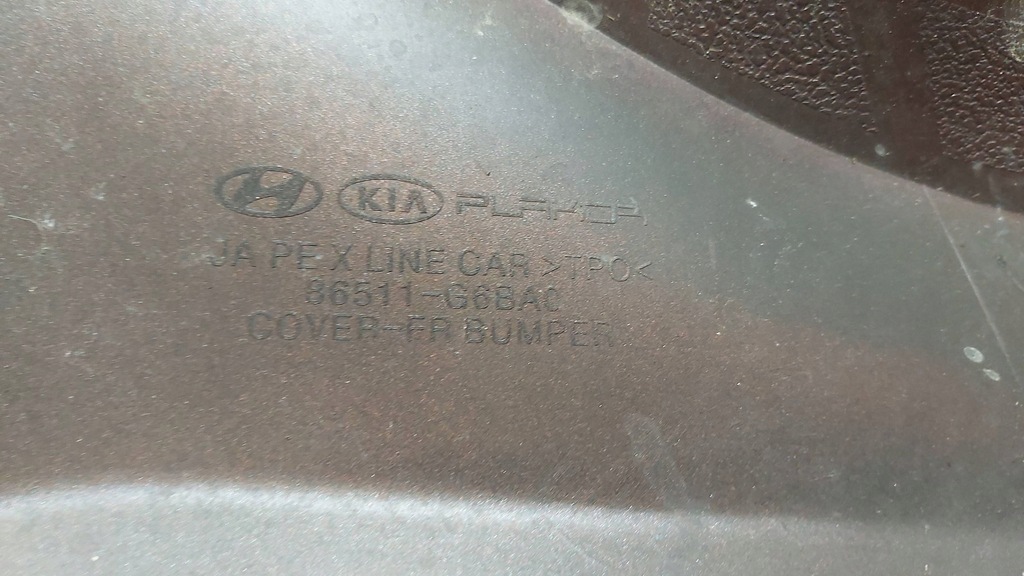 KIA PLAKOR
JA PE X LINE CAR >TPO<
86511-G6BA0
COVER-FR BUMPER